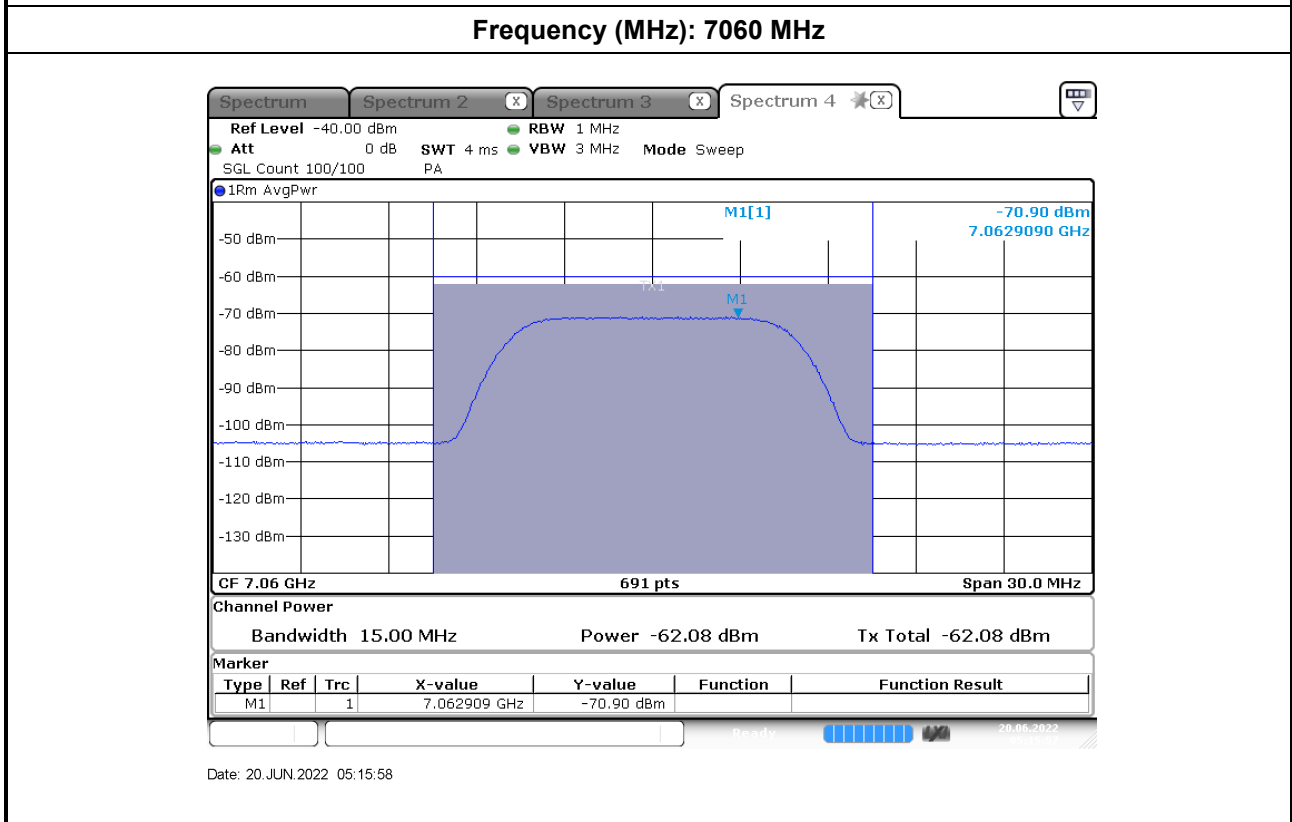 Frequency (MHz): 7060 MHz
Spectrum Spectrum 2 X Spectrum 3 X Spectrum 4 X
Ref Level -40.00 dBm RBW 1 MHz
Att 0 dB SWT 4 ms VBW 3 MHz Mode Sweep
SGL Count 100/100 PA
1Rm AvgPwr
M1[1] -70.90 dBm
7.0629090 GHz
-50 dBm
-60 dBm
TX1
M1
-70 dBm
-80 dBm
-90 dBm
-100 dBm
-110 dBm
-120 dBm
-130 dBm
CF 7.06 GHz 691 pts Span 30.0 MHz
Channel Power
Bandwidth 15.00 MHz Power -62.08 dBm Tx Total -62.08 dBm
Marker
Type Ref Trc X-value Y-value Function Function Result
M1 1 7.062909 GHz -70.90 dBm
Ready 20.06.2022
Date: 20.JUN.2022 05:15:58